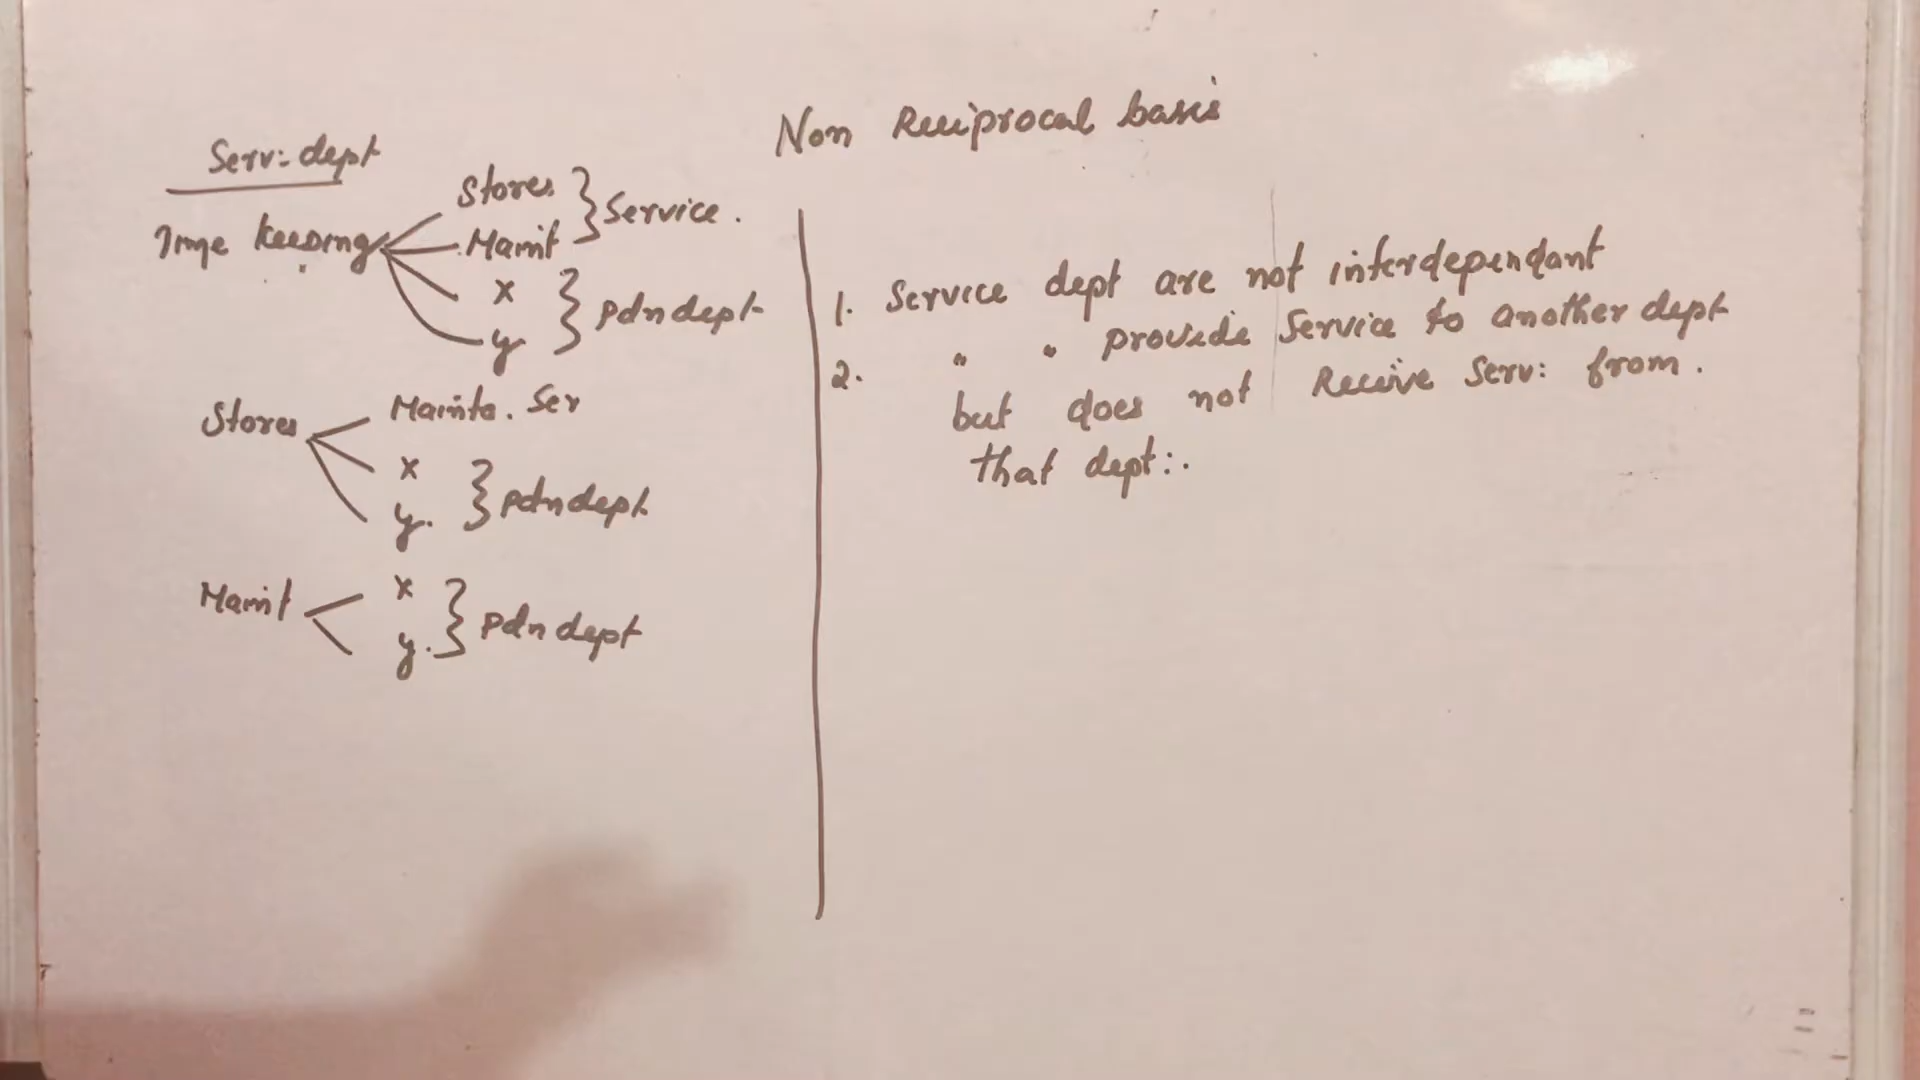 Non Reciprocal basis
Serv: dept
Time keeping
Stores
Maint
} Service.
x
y
} Pdn dept
Stores
Mainte. Ser
x
y.
} Pdn dept
Maint
x
y.
} Pdn dept
1. Service dept are not interdependant
2. " " provide Service to another dept
but does not Receive Serv: from.
that dept:.